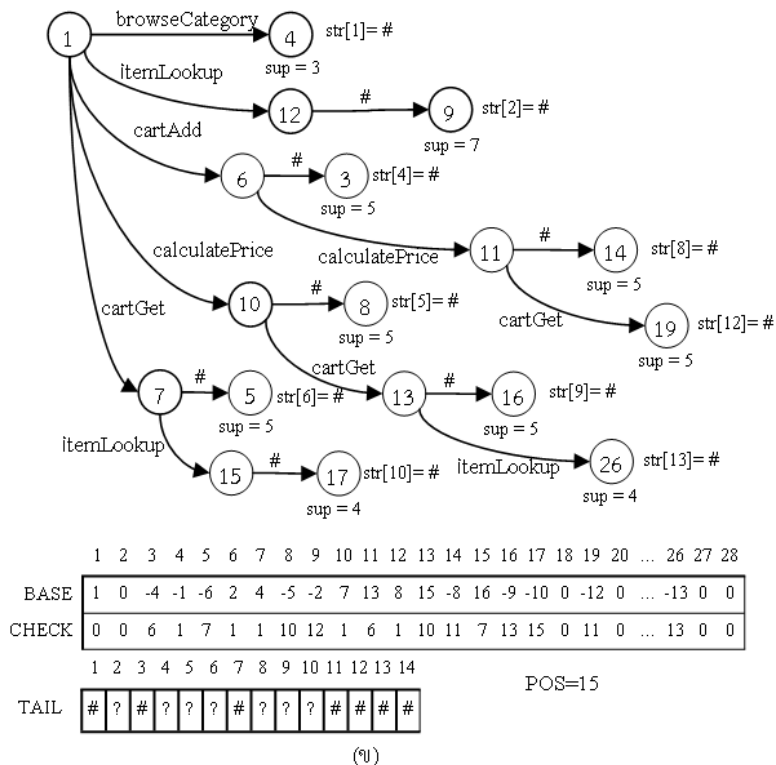 browseCategory
1
4
str[1]= #
sup = 3
itemLookup
12
#
9
str[2]= #
sup = 7
cartAdd
6
#
3
str[4]= #
sup = 5
calculatePrice
calculatePrice
11
#
14
str[8]= #
sup = 5
cartGet
10
#
8
str[5]= #
sup = 5
cartGet
19
str[12]= #
sup = 5
cartGet
7
#
5
str[6]= #
sup = 5
13
#
16
str[9]= #
sup = 5
itemLookup
15
#
17
str[10]= #
sup = 4
itemLookup
26
str[13]= #
sup = 4
1 2 3 4 5 6 7 8 9 10 11 12 13 14 15 16 17 18 19 20 ... 26 27 28
BASE 1 0 -4 -1 -6 2 4 -5 -2 7 13 8 15 -8 16 -9 -10 0 -12 0 ... -13 0 0
CHECK 0 0 6 1 7 1 1 10 12 1 6 1 10 11 7 13 15 0 11 0 ... 13 0 0
1 2 3 4 5 6 7 8 9 10 11 12 13 14
POS=15
TAIL # ? # ? ? ? # ? ? ? # # # #
(ข)